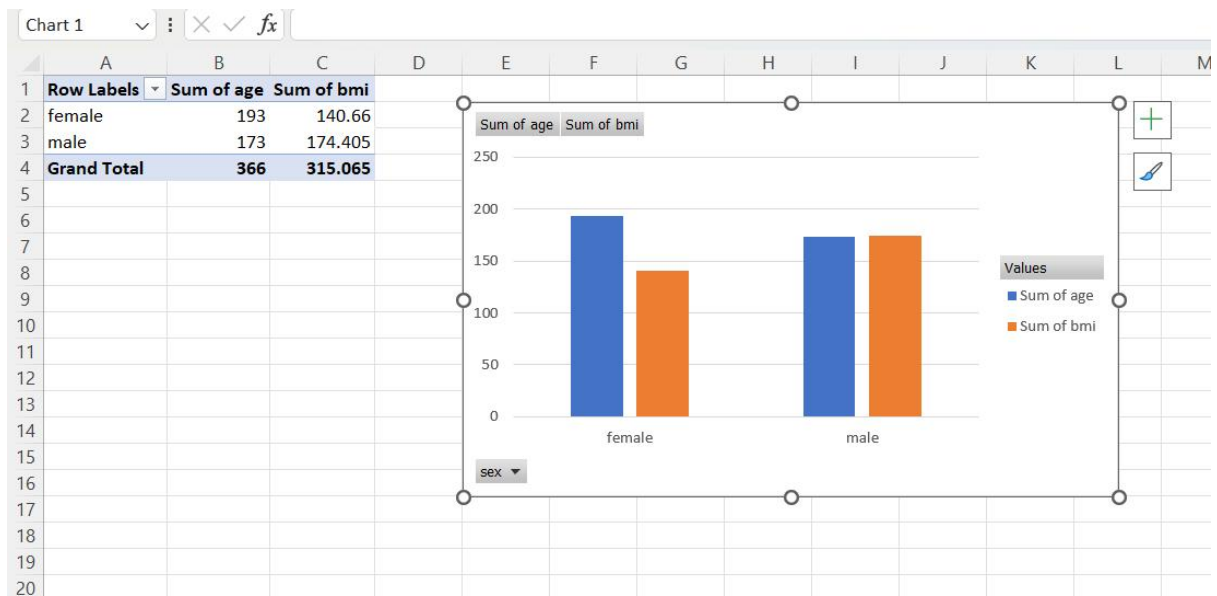 Chart 1
fx
A B C D E F G H I J K L M
1 Row Labels Sum of age Sum of bmi
2 female 193 140.66
3 male 173 174.405
4 Grand Total 366 315.065
5
6
7
8
9
10
11
12
13
14
15
16
17
18
19
20
Sum of age Sum of bmi
250
200
150
100
50
0
female male
Values
Sum of age
Sum of bmi
sex